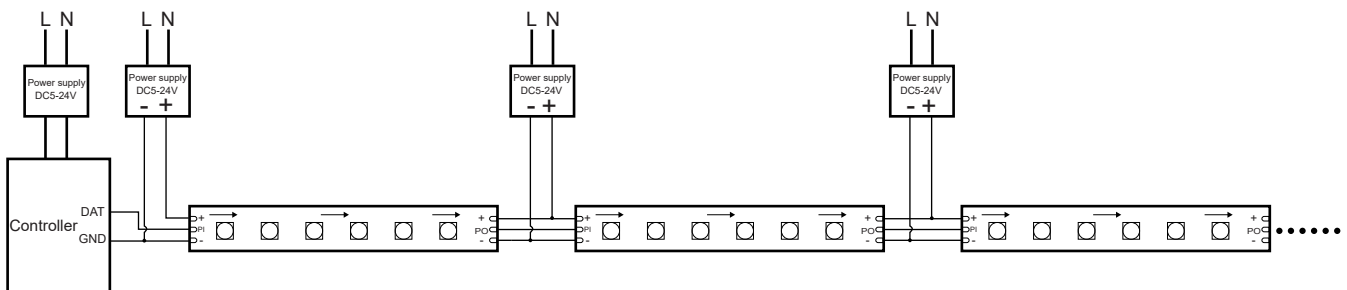 L N
L N
L N
L N
Power supply
DC5-24V
Power supply
DC5-24V
- +
Power supply
DC5-24V
- +
Power supply
DC5-24V
- +
Controller
DAT
GND
+
PI
-
+
PO
-
+
PI
-
+
PO
-
+
PI
-
+
PO
-